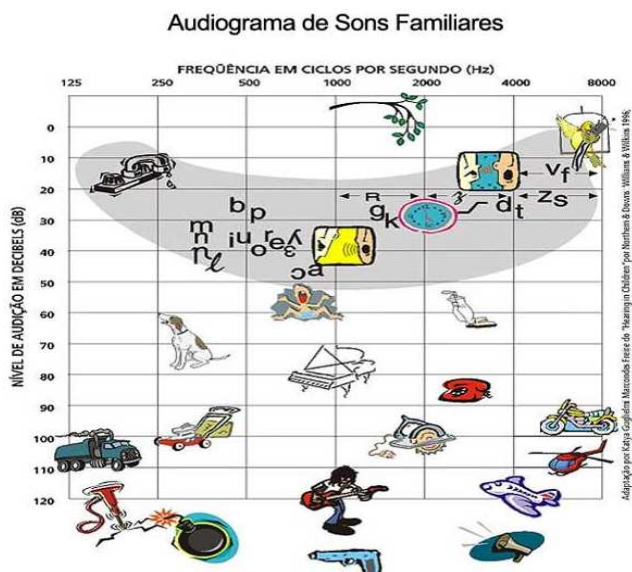 Audiograma de Sons Familiares
FREQÜÊNCIA EM CICLOS POR SEGUNDO (Hz)
125 250 500 1000 2000 4000 8000
NÍVEL DE AUDIÇÃO EM DECIBELS (dB)
0
10
20
30
40
50
60
70
80
90
100
110
120
v f
R z z s
b p g k d t
m
n i u o r e
l
ɔ a
Adaptação por Katya Guglielmi Marcondes Freire do "Hearing in Children" por Northern & Downs Williams & Wilkins 1996,